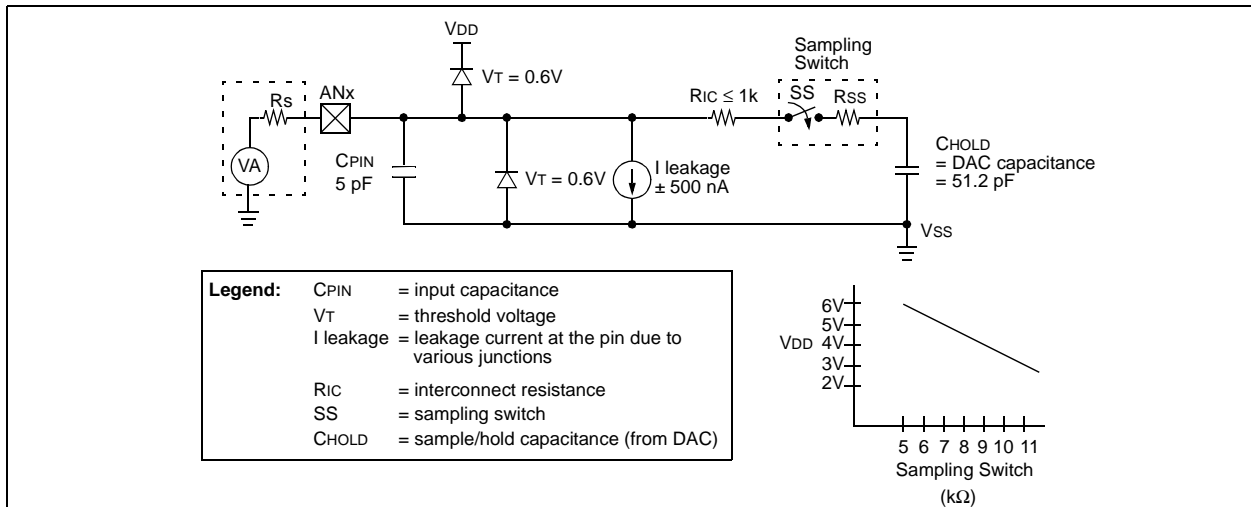 VDD
Sampling
Switch
VT = 0.6V
Rs
ANx
RIC ≤ 1k
SS
RSS
VA
CPIN
5 pF
VT = 0.6V
I leakage
± 500 nA
CHOLD
= DAC capacitance
= 51.2 pF
VSS
Legend: CPIN = input capacitance
VT = threshold voltage
I leakage = leakage current at the pin due to
various junctions
RIC = interconnect resistance
SS = sampling switch
CHOLD = sample/hold capacitance (from DAC)
6V
5V
VDD 4V
3V
2V
5 6 7 8 9 10 11
Sampling Switch
(kΩ)